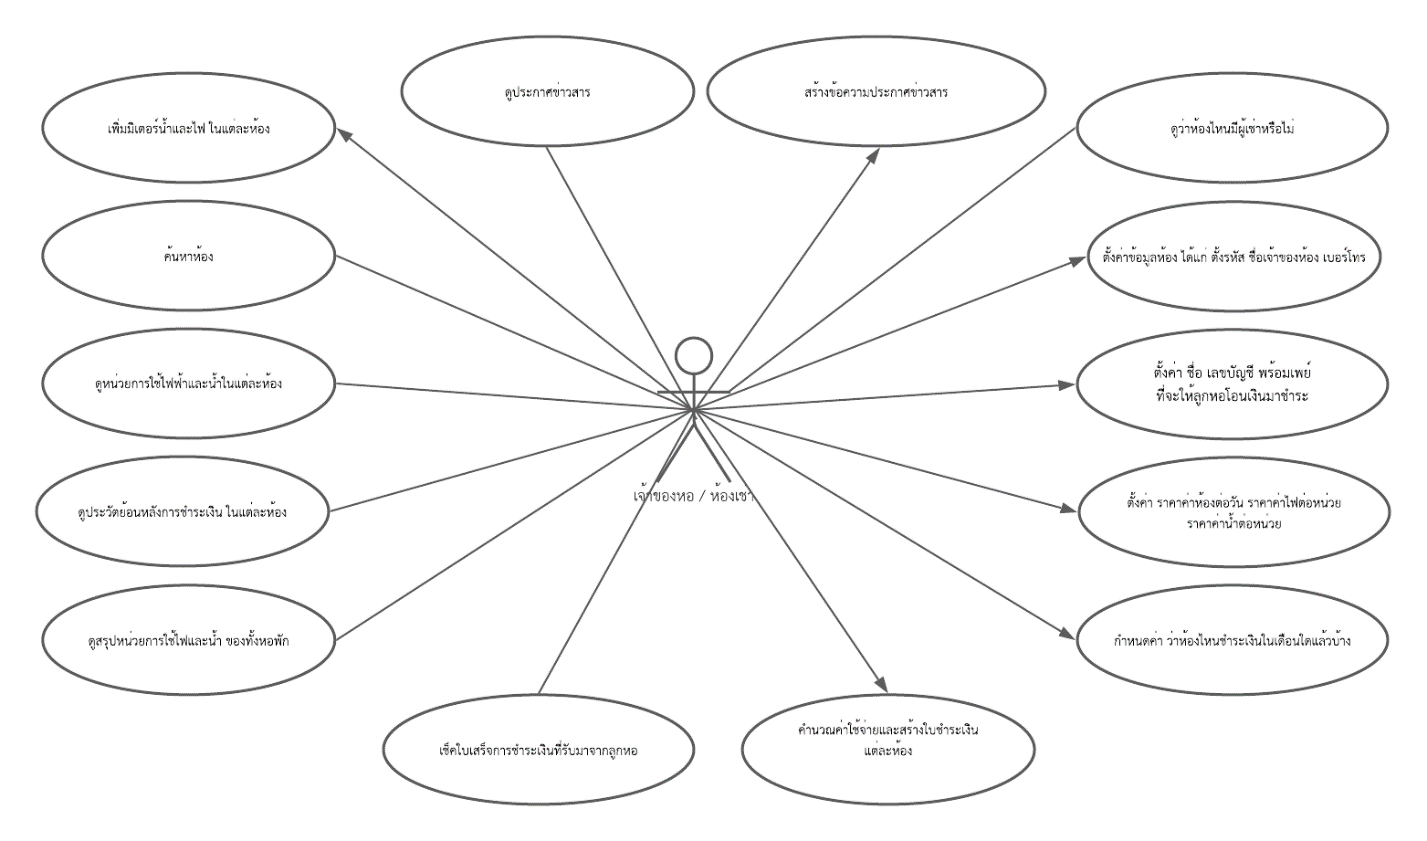 ดูประกาศข่าวสาร
สร้างข้อความประกาศข่าวสาร
เพิ่มมิเตอร์น้ำและไฟ ในแต่ละห้อง
ดูว่าห้องไหนมีผู้เช่าหรือไม่
ค้นหาห้อง
ตั้งค่าข้อมูลห้อง ได้แก่ ตั้งรหัส ชื่อเจ้าของห้อง เบอร์โทร
ดูหน่วยการใช้ไฟฟ้าและน้ำในแต่ละห้อง
ตั้งค่า ชื่อ เลขบัญชี พร้อมเพย์
ที่จะให้ลูกหอโอนเงินมาชำระ
เจ้าของหอ / ห้องเช่า
ดูประวัติย้อนหลังการชำระเงิน ในแต่ละห้อง
ตั้งค่า ราคาค่าห้องต่อวัน ราคาค่าไฟต่อหน่วย
ราคาค่าน้ำต่อหน่วย
ดูสรุปหน่วยการใช้ไฟและน้ำ ของทั้งหอพัก
กำหนดค่า ว่าห้องไหนชำระเงินในเดือนใดแล้วบ้าง
เช็คใบเสร็จการชำระเงินที่รับมาจากลูกหอ
คำนวณค่าใช้จ่ายและสร้างใบชำระเงิน
แต่ละห้อง